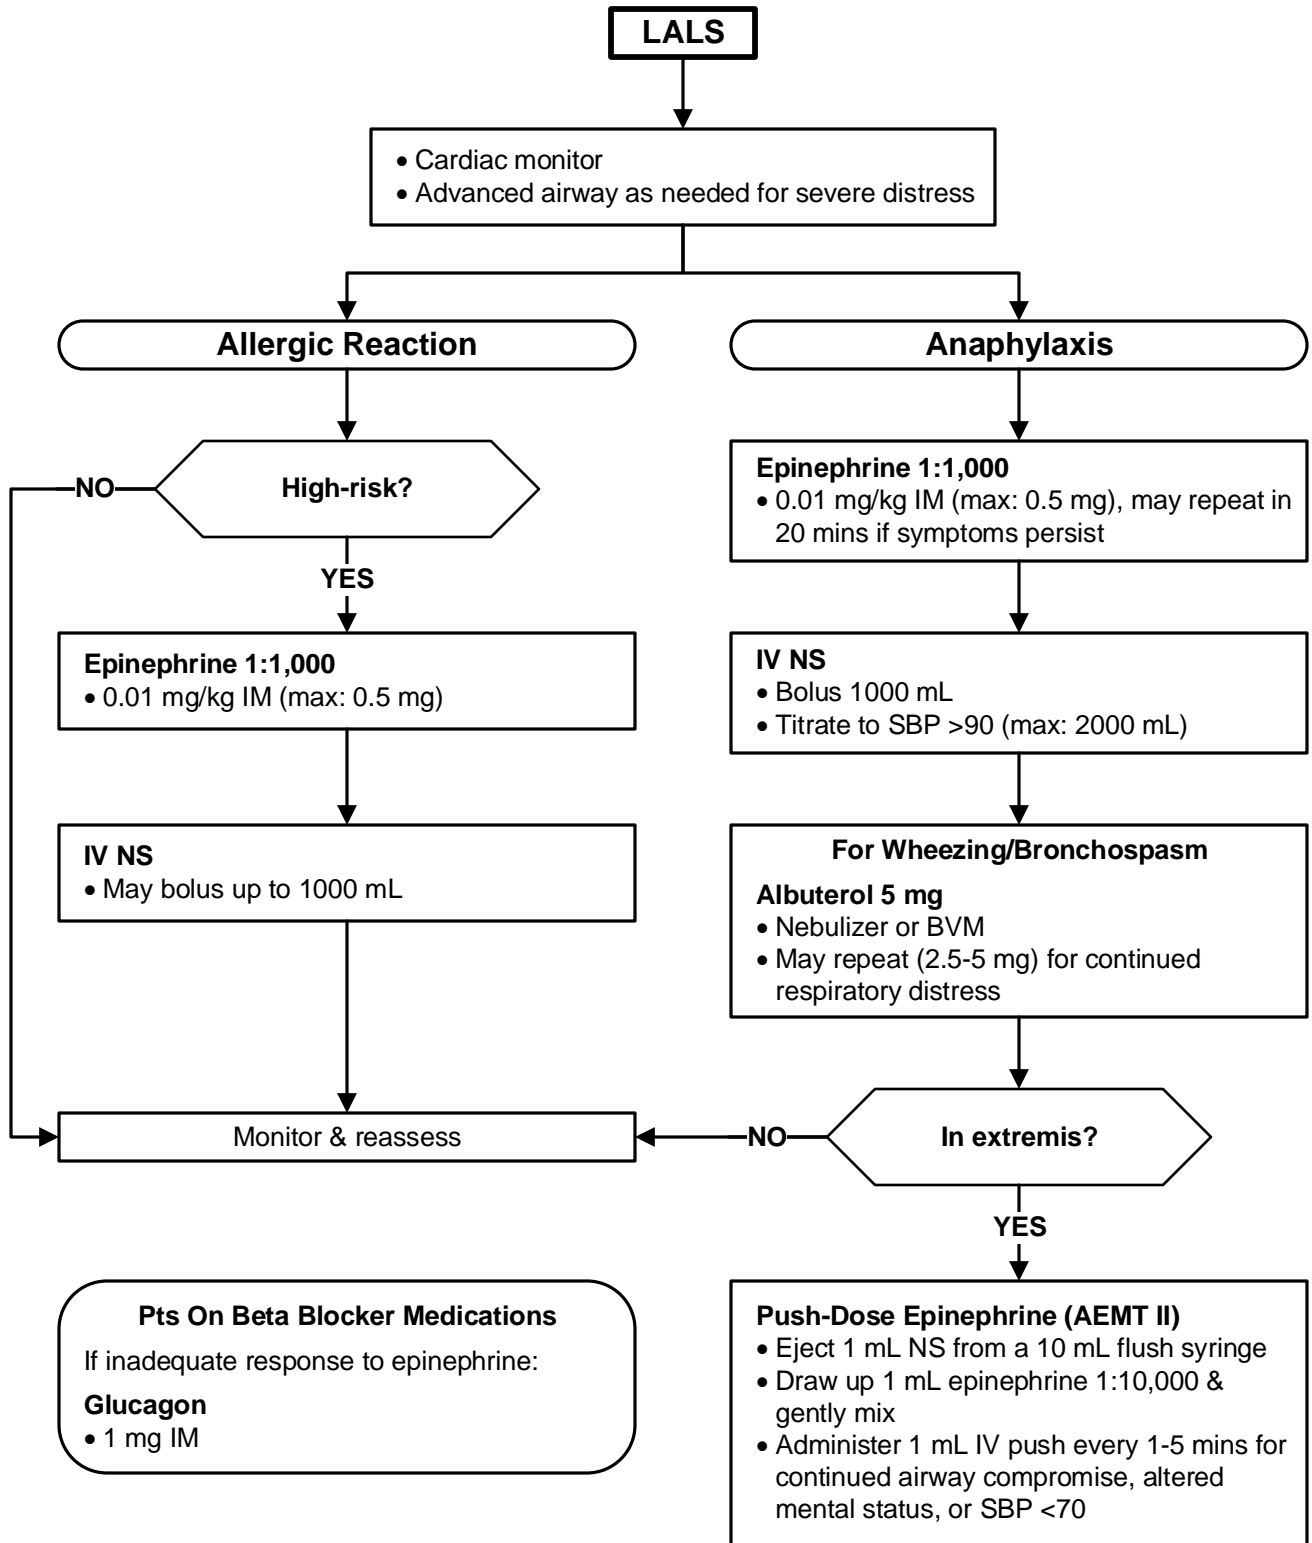 LALS
• Cardiac monitor
• Advanced airway as needed for severe distress
Allergic Reaction
High-risk?
NO
YES
Epinephrine 1:1,000
• 0.01 mg/kg IM (max: 0.5 mg)
IV NS
• May bolus up to 1000 mL
Monitor & reassess
Anaphylaxis
Epinephrine 1:1,000
• 0.01 mg/kg IM (max: 0.5 mg), may repeat in
20 mins if symptoms persist
IV NS
• Bolus 1000 mL
• Titrate to SBP >90 (max: 2000 mL)
For Wheezing/Bronchospasm
Albuterol 5 mg
• Nebulizer or BVM
• May repeat (2.5-5 mg) for continued
respiratory distress
In extremis?
NO
YES
Push-Dose Epinephrine (AEMT II)
• Eject 1 mL NS from a 10 mL flush syringe
• Draw up 1 mL epinephrine 1:10,000 &
gently mix
• Administer 1 mL IV push every 1-5 mins for
continued airway compromise, altered
mental status, or SBP <70
Pts On Beta Blocker Medications
If inadequate response to epinephrine:
Glucagon
• 1 mg IM